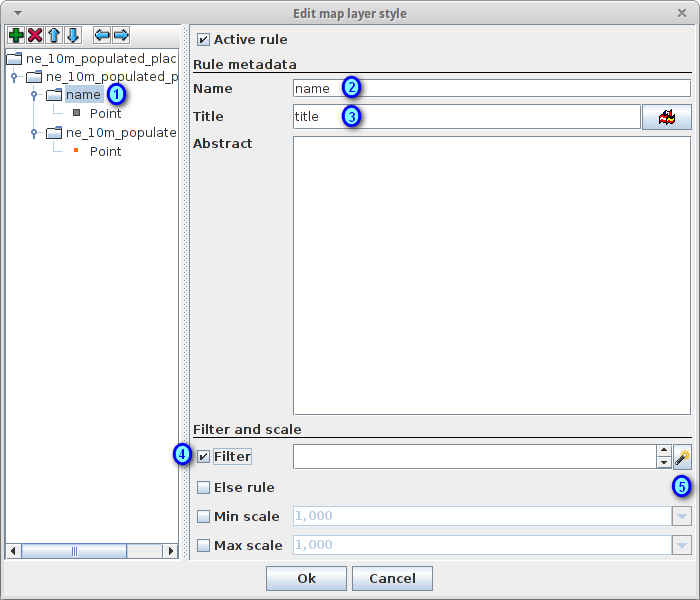 Edit map layer style
ne_10m_populated_plac
ne_10m_populated_p
name 1
Point
ne_10m_populate
Point
Active rule
Rule metadata
Name name 2
Title title 3
Abstract
Filter and scale
4 Filter
5
Else rule
Min scale 1,000
Max scale 1,000
Ok Cancel